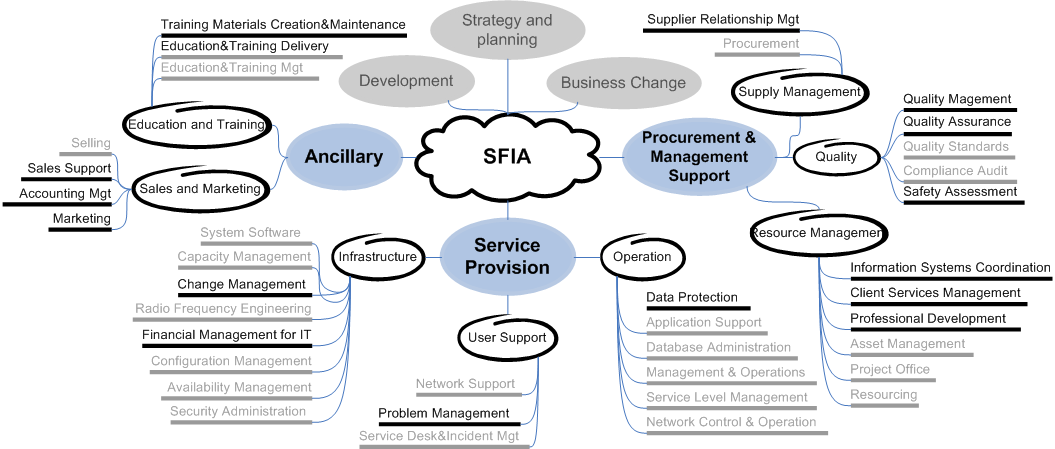 Strategy and
planning
Development
Business Change
SFIA
Ancillary
Education and Training
Training Materials Creation&Maintenance
Education&Training Delivery
Education&Training Mgt
Sales and Marketing
Selling
Sales Support
Accounting Mgt
Marketing
Procurement &
Management
Support
Supply Management
Supplier Relationship Mgt
Procurement
Quality
Quality Magement
Quality Assurance
Quality Standards
Compliance Audit
Safety Assessment
Resource Management
Information Systems Coordination
Client Services Management
Professional Development
Asset Management
Project Office
Resourcing
Service
Provision
Infrastructure
System Software
Capacity Management
Change Management
Radio Frequency Engineering
Financial Management for IT
Configuration Management
Availability Management
Security Administration
User Support
Network Support
Problem Management
Service Desk&Incident Mgt
Operation
Data Protection
Application Support
Database Administration
Management & Operations
Service Level Management
Network Control & Operation